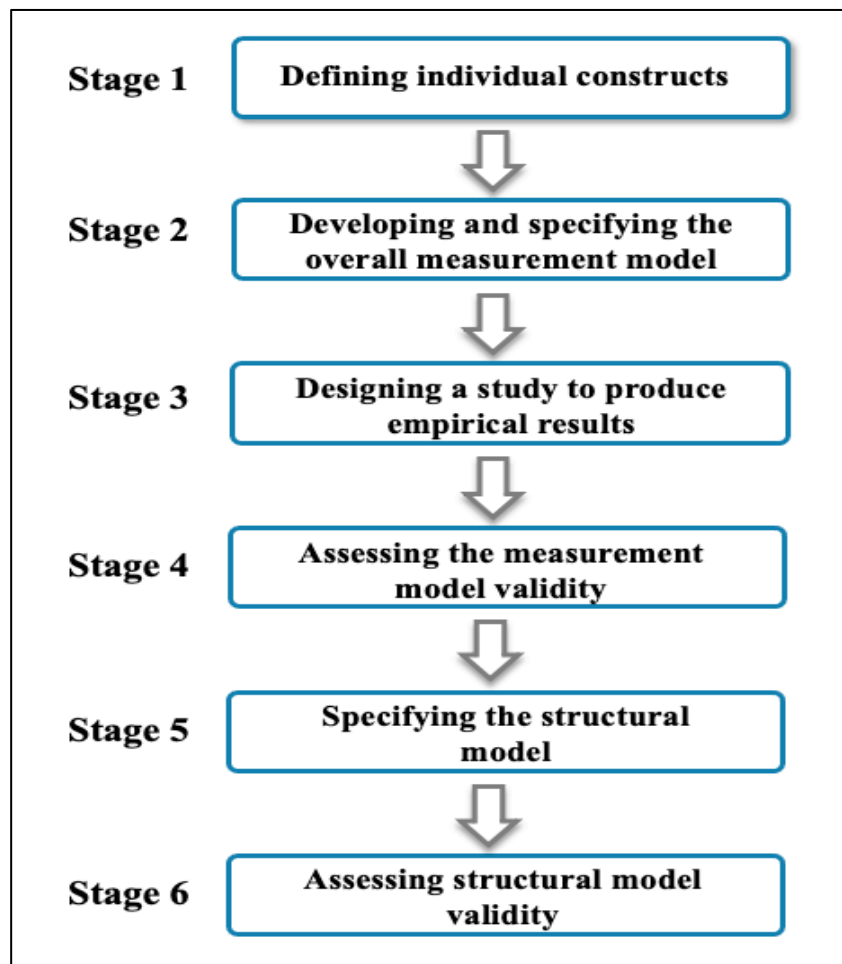 Stage 1
Defining individual constructs
Stage 2
Developing and specifying the
overall measurement model
Stage 3
Designing a study to produce
empirical results
Stage 4
Assessing the measurement
model validity
Stage 5
Specifying the structural
model
Stage 6
Assessing structural model
validity